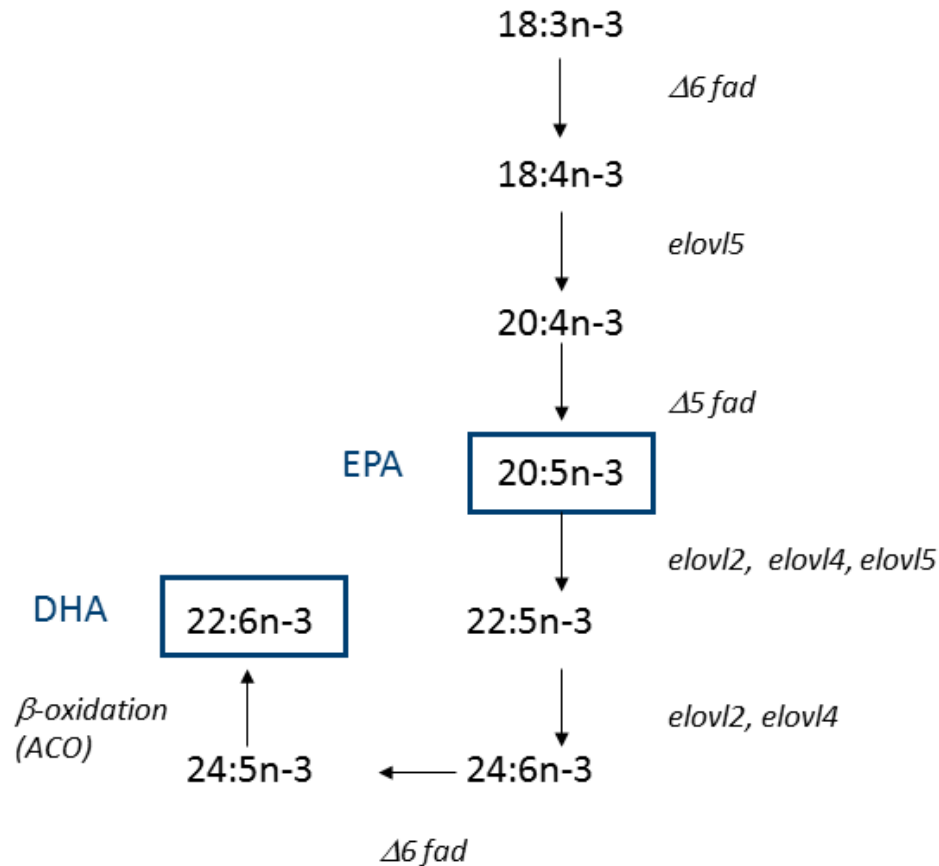 18:3n-3
Δ6 fad
18:4n-3
elovl5
20:4n-3
Δ5 fad
EPA
20:5n-3
elovl2, elovl4, elovl5
DHA
22:6n-3
22:5n-3
β-oxidation
(ACO)
elovl2, elovl4
24:5n-3
24:6n-3
Δ6 fad